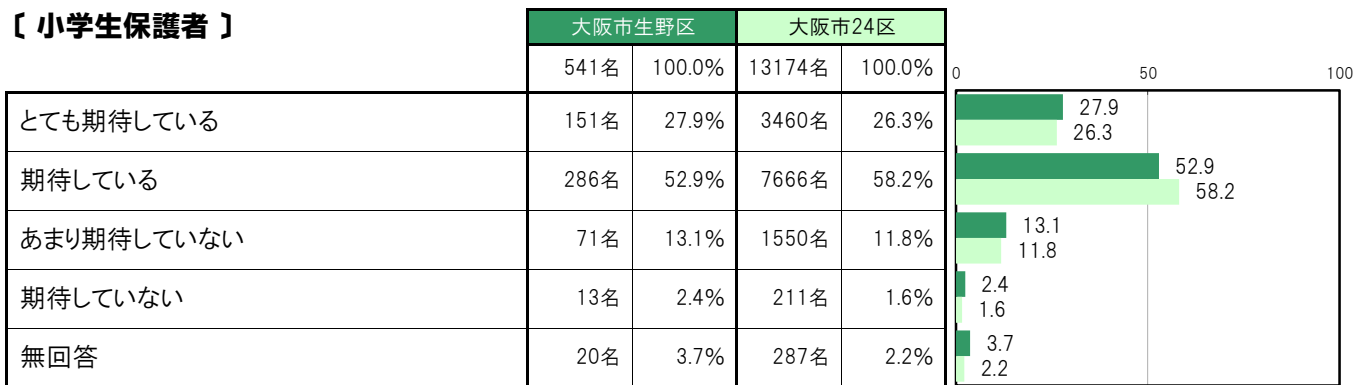 〔 小学生保護者 〕
大阪市生野区 大阪市24区
541名 100.0% 13174名 100.0% 0 50 100
とても期待している 151名 27.9% 3460名 26.3% 27.9
26.3
期待している 286名 52.9% 7666名 58.2% 52.9
58.2
あまり期待していない 71名 13.1% 1550名 11.8% 13.1
11.8
期待していない 13名 2.4% 211名 1.6% 2.4
1.6
無回答 20名 3.7% 287名 2.2% 3.7
2.2